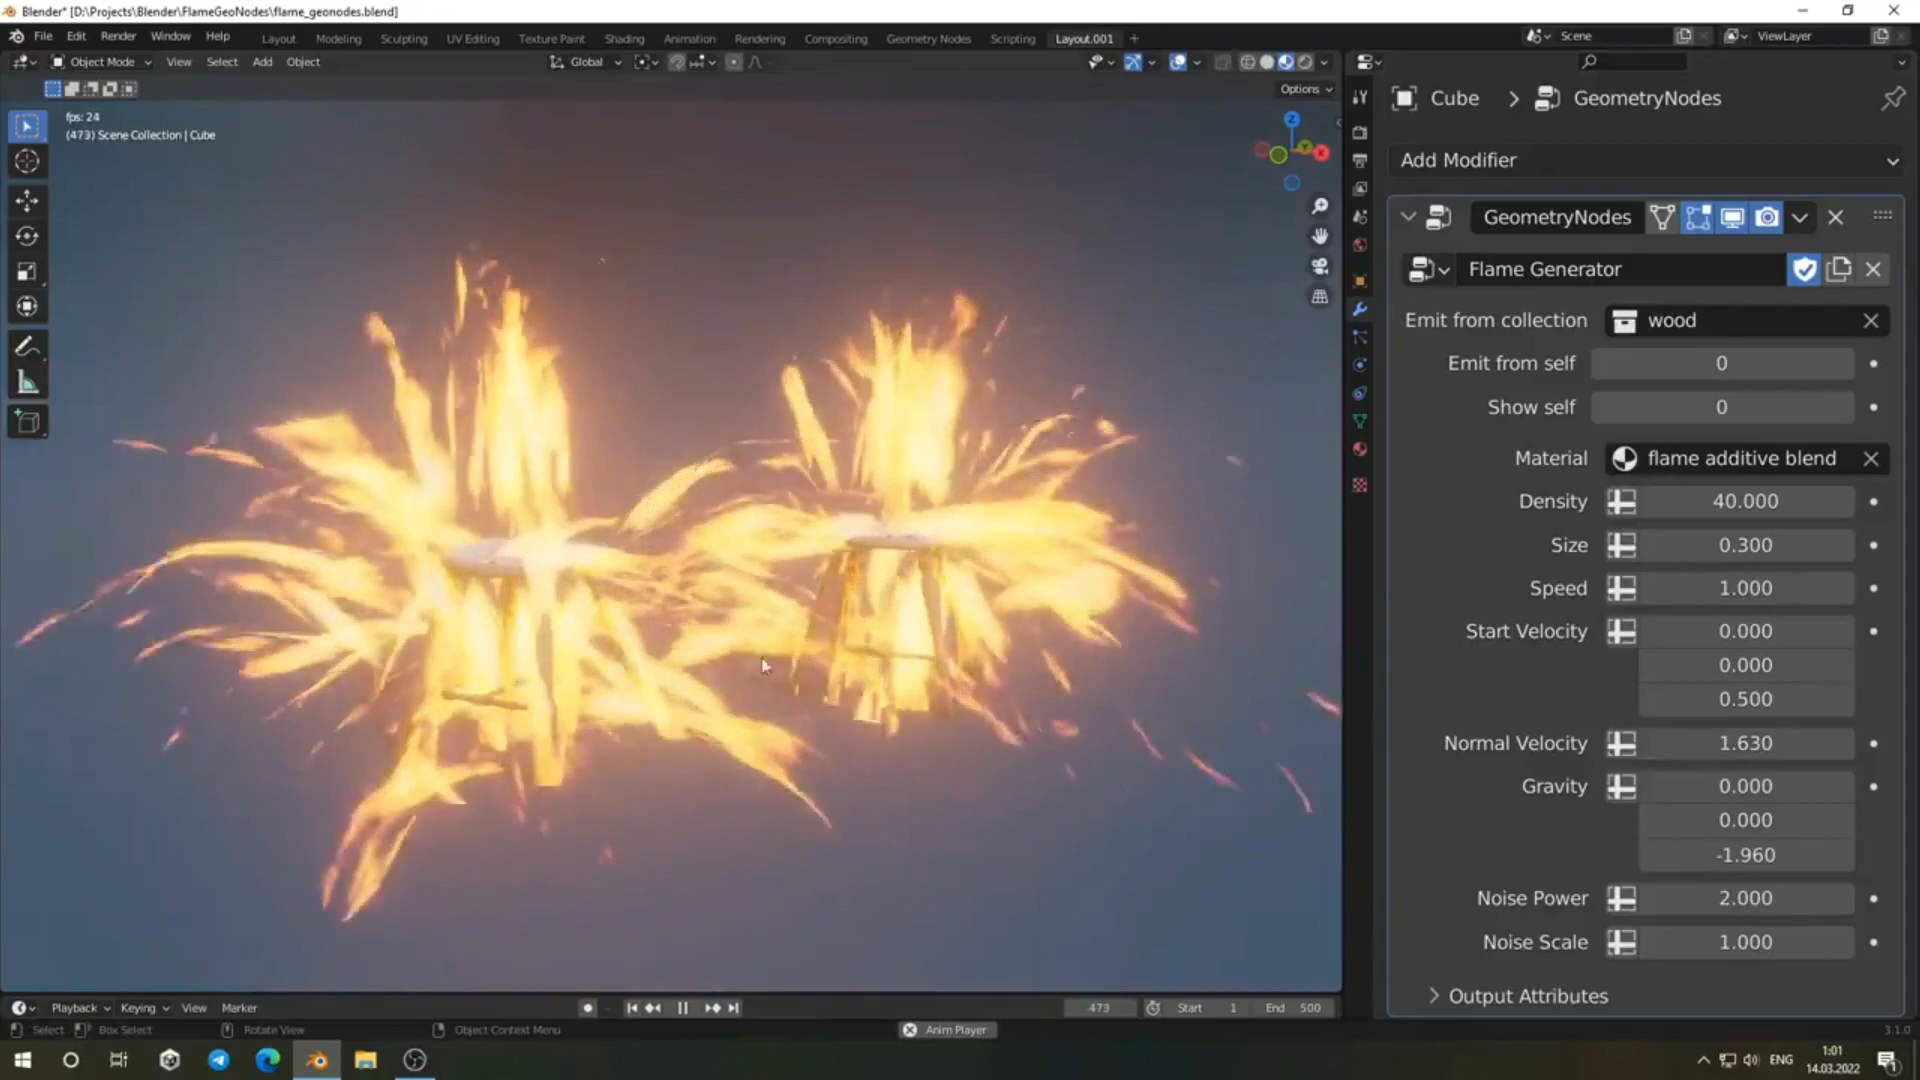 Blender* [D:\Projects\Blender\FlameGeoNodes\flame_geonodes.blend]
File Edit Render Window Help Layout Modeling Sculpting UV Editing Texture Paint Shading Animation Rendering Compositing Geometry Nodes Scripting Layout.001 + Scene ViewLayer
Object Mode View Select Add Object Global
Options
fps: 24
(473) Scene Collection | Cube
Z
Y
X
Cube > GeometryNodes
Add Modifier
GeometryNodes
Flame Generator
Emit from collection wood
Emit from self 0
Show self 0
Material flame additive blend
Density 40.000
Size 0.300
Speed 1.000
Start Velocity 0.000
0.000
0.500
Normal Velocity 1.630
Gravity 0.000
0.000
-1.960
Noise Power 2.000
Noise Scale 1.000
Output Attributes
Playback Keying View Marker 473 Start 1 End 500
Select Box Select Rotate View Object Context Menu Anim Player 3.1.0
ENG
1:01
14.03.2022
1